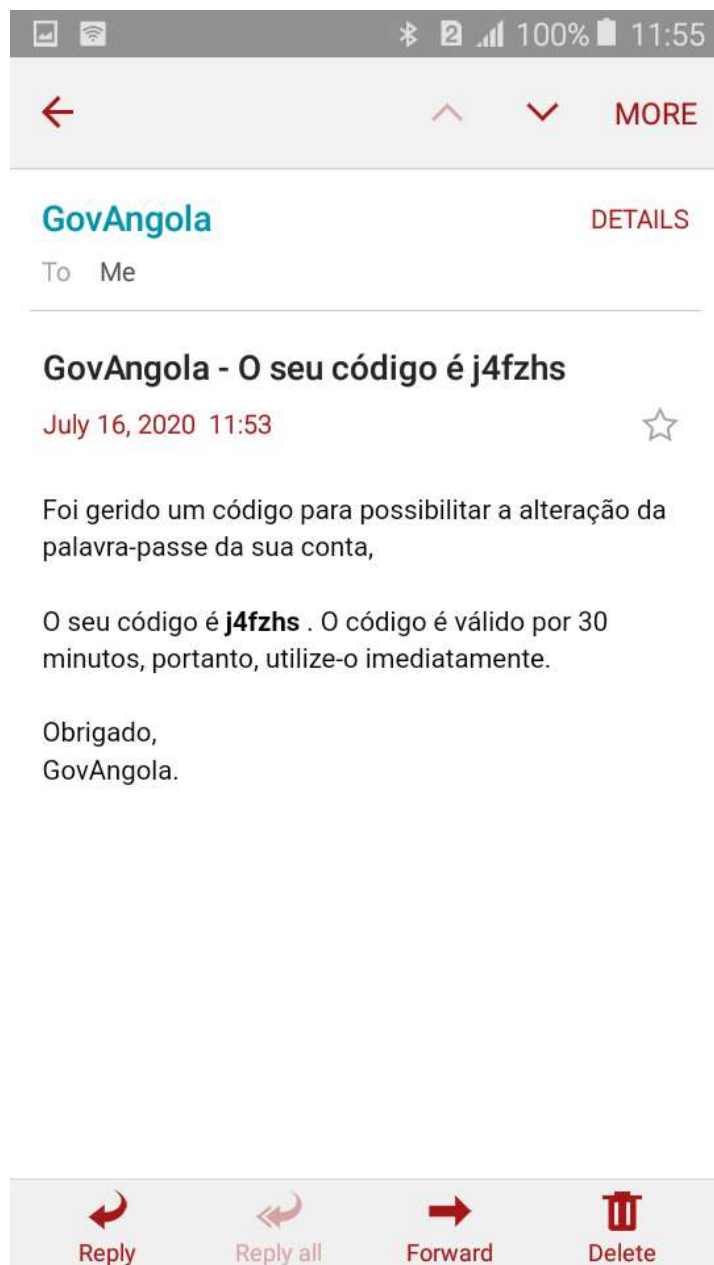 2 100% 11:55
MORE
GovAngola DETAILS
To Me
GovAngola - O seu código é j4fzhs
July 16, 2020 11:53
Foi gerido um código para possibilitar a alteração da
palavra-passe da sua conta,
O seu código é j4fzhs . O código é válido por 30
minutos, portanto, utilize-o imediatamente.
Obrigado,
GovAngola.
Reply Reply all Forward Delete